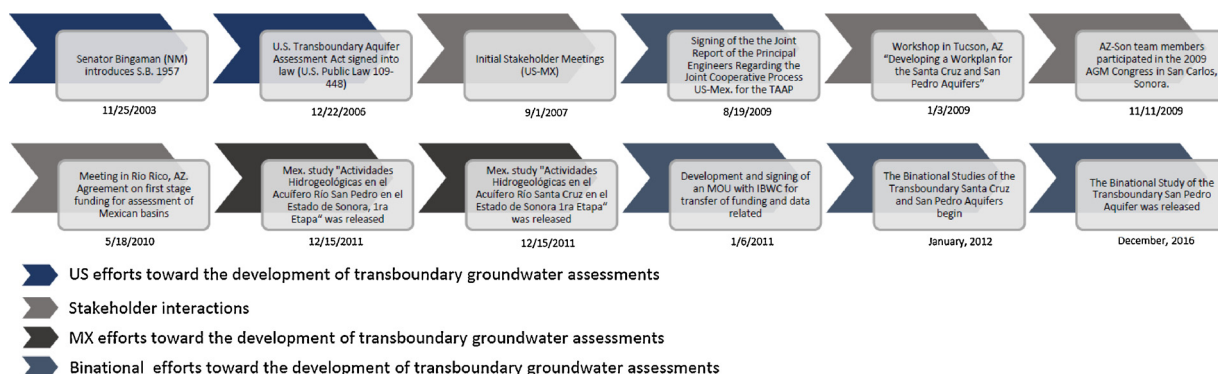 Senator Bingaman (NM)
introduces S.B. 1957
11/25/2003
U.S. Transboundary Aquifer
Assessment Act signed into
law (U.S. Public Law 109-
448)
12/22/2006
Initial Stakeholder Meetings
(US-MX)
9/1/2007
Signing of the the Joint
Report of the Principal
Engineers Regarding the
Joint Cooperative Process
US-Mex. for the TAAP
8/19/2009
Workshop in Tucson, AZ
"Developing a Workplan for
the Santa Cruz and San
Pedro Aquifers"
1/3/2009
AZ-Son team members
participated in the 2009
AGM Congress in San Carlos,
Sonora.
11/11/2009
Meeting in Rio Rico, AZ.
Agreement on first stage
funding for assessment of
Mexican basins
5/18/2010
Mex. study "Actividades
Hidrogeológicas en el
Acuífero Río San Pedro en el
Estado de Sonora, 1ra
Etapa" was released
12/15/2011
Mex. study "Actividades
Hidrogeológicas en el
Acuífero Río Santa Cruz en el
Estado de Sonora 1ra Etapa"
was released
12/15/2011
Development and signing of
an MOU with IBWC for
transfer of funding and data
related
1/6/2011
The Binational Studies of the
Transboundary Santa Cruz
and San Pedro Aquifers
begin
January, 2012
The Binational Study of the
Transboundary San Pedro
Aquifer was released
December, 2016
US efforts toward the development of transboundary groundwater assessments
Stakeholder interactions
MX efforts toward the development of transboundary groundwater assessments
Binational efforts toward the development of transboundary groundwater assessments